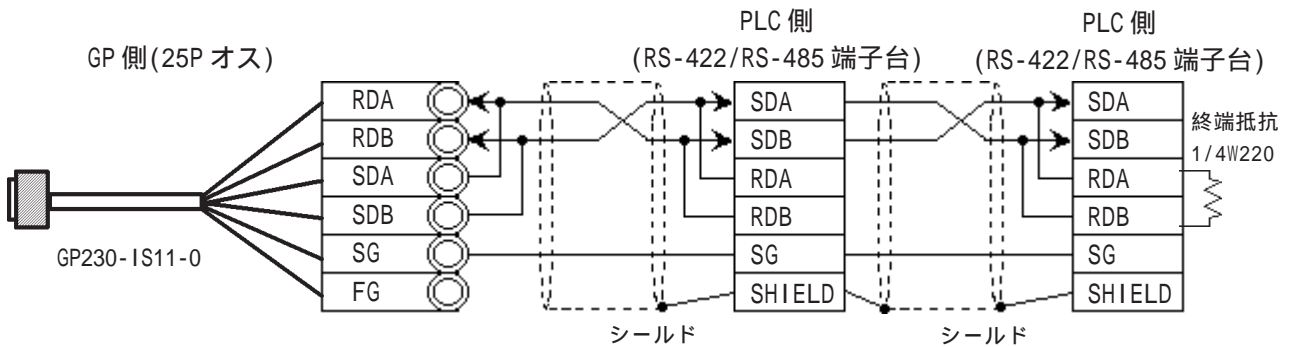 PLC 側
PLC 側
GP 側(25P オス)
(RS-422/RS-485 端子台)
(RS-422/RS-485 端子台)
RDA
RDB
SDA
SDB
SG
FG
GP230-IS11-0
SDA
SDB
RDA
RDB
SG
SHIELD
SDA
SDB
RDA
RDB
SG
SHIELD
終端抵抗
1/4W220
シールド
シールド